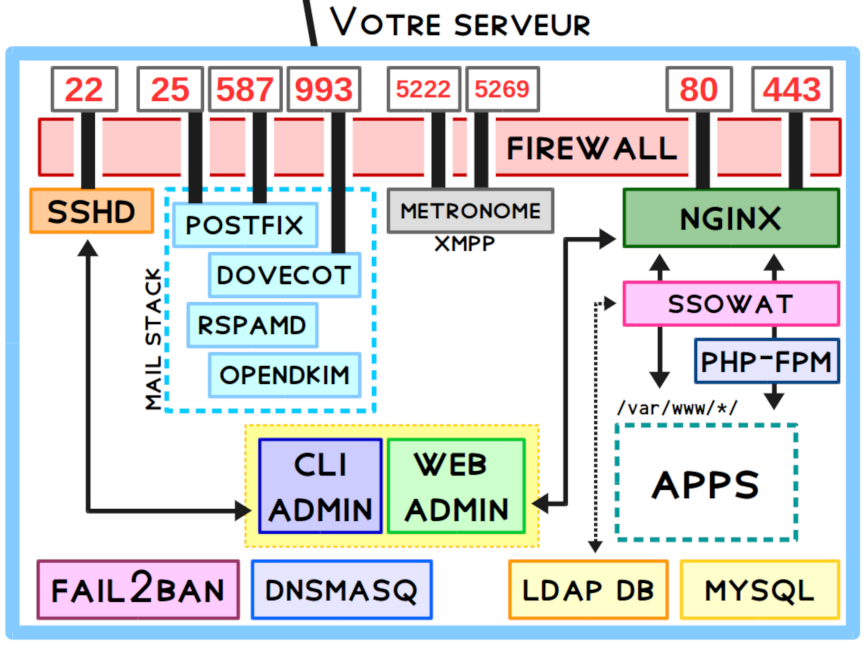 VOTRE SERVEUR
22 25 587 993 5222 5269 80 443
FIREWALL
SSHD
POSTFIX
METRONOME
XMPP
NGINX
DOVECOT
RSPAMD
OPENDKIM
MAIL STACK
SSOWAT
PHP-FPM
/var/www/*/
APPS
CLI
ADMIN
WEB
ADMIN
FAIL2BAN
DNSMASQ
LDAP DB
MYSQL